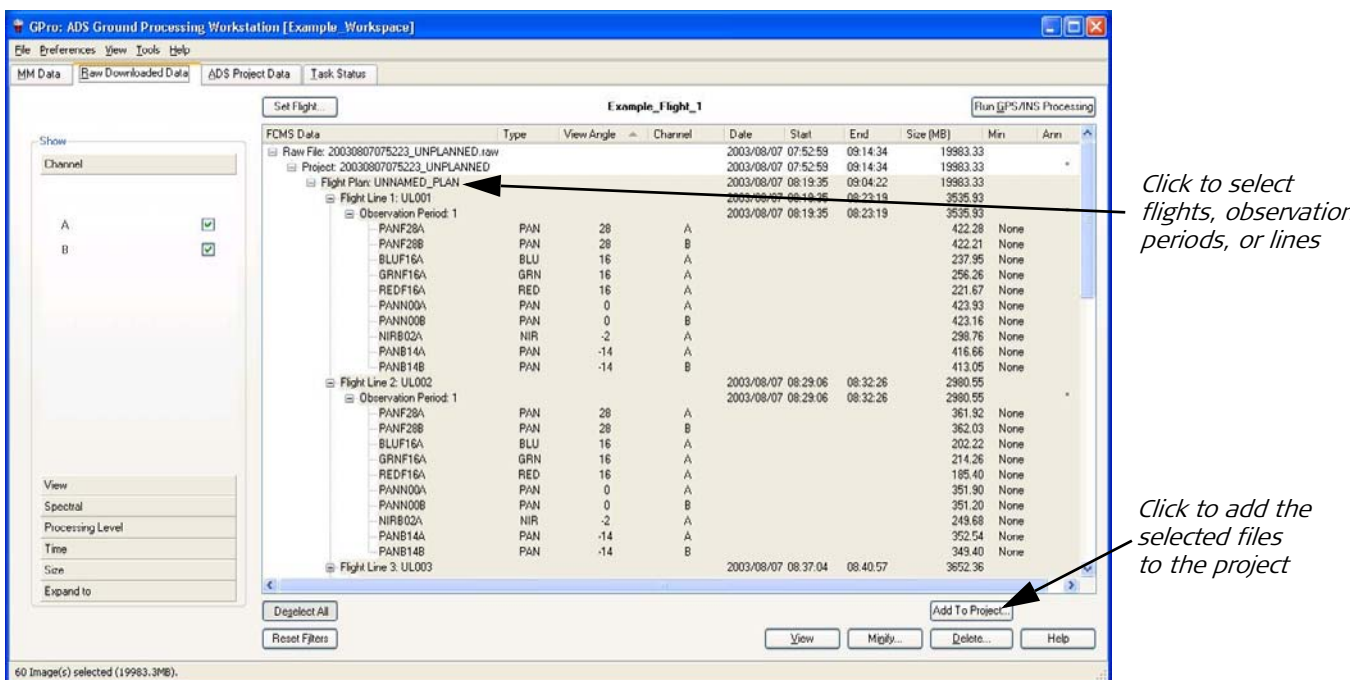 GPro: ADS Ground Processing Workstation [Example_Workspace]
File Preferences View Tools Help
MM Data Raw Downloaded Data ADS Project Data Task Status
Set Flight... Example_Flight_1 Run GPS/INS Processing
Show
Channel
A
B
View
Spectral
Processing Level
Time
Size
Expand to
FCMS Data Type View Angle Channel Date Start End Size (MB) Min Ann
Raw File: 20030807075223_UNPLANNED.raw 2003/08/07 07:52:59 09:14:34 19983.33
Project: 20030807075223_UNPLANNED 2003/08/07 07:52:59 09:14:34 19983.33 *
Flight Plan: UNNAMED_PLAN 2003/08/07 08:19:35 09:04:22 19983.33
Flight Line 1: UL001 2003/08/07 08:19:35 08:23:19 3535.93
Observation Period: 1 2003/08/07 08:19:35 08:23:19 3535.93
PANF28A PAN 28 A 422.28 None
PANF28B PAN 28 B 422.21 None
BLUF16A BLU 16 A 237.95 None
GRNF16A GRN 16 A 256.26 None
REDF16A RED 16 A 221.67 None
PANN00A PAN 0 A 423.93 None
PANN00B PAN 0 B 423.16 None
NIRB02A NIR -2 A 298.76 None
PANB14A PAN -14 A 416.66 None
PANB14B PAN -14 B 413.05 None
Flight Line 2: UL002 2003/08/07 08:29:06 08:32:26 2980.55
Observation Period: 1 2003/08/07 08:29:06 08:32:26 2980.55 *
PANF28A PAN 28 A 361.92 None
PANF28B PAN 28 B 362.03 None
BLUF16A BLU 16 A 202.22 None
GRNF16A GRN 16 A 214.26 None
REDF16A RED 16 A 185.40 None
PANN00A PAN 0 A 351.90 None
PANN00B PAN 0 B 351.20 None
NIRB02A NIR -2 A 249.68 None
PANB14A PAN -14 A 352.54 None
PANB14B PAN -14 B 349.40 None
Flight Line 3: UL003 2003/08/07 08:37:04 08:40:57 3652.36
Deselect All Add To Project...
Reset Filters View Minify... Delete... Help
60 Image(s) selected (19983.3MB).
Click to select
flights, observation
periods, or lines
Click to add the
selected files
to the project